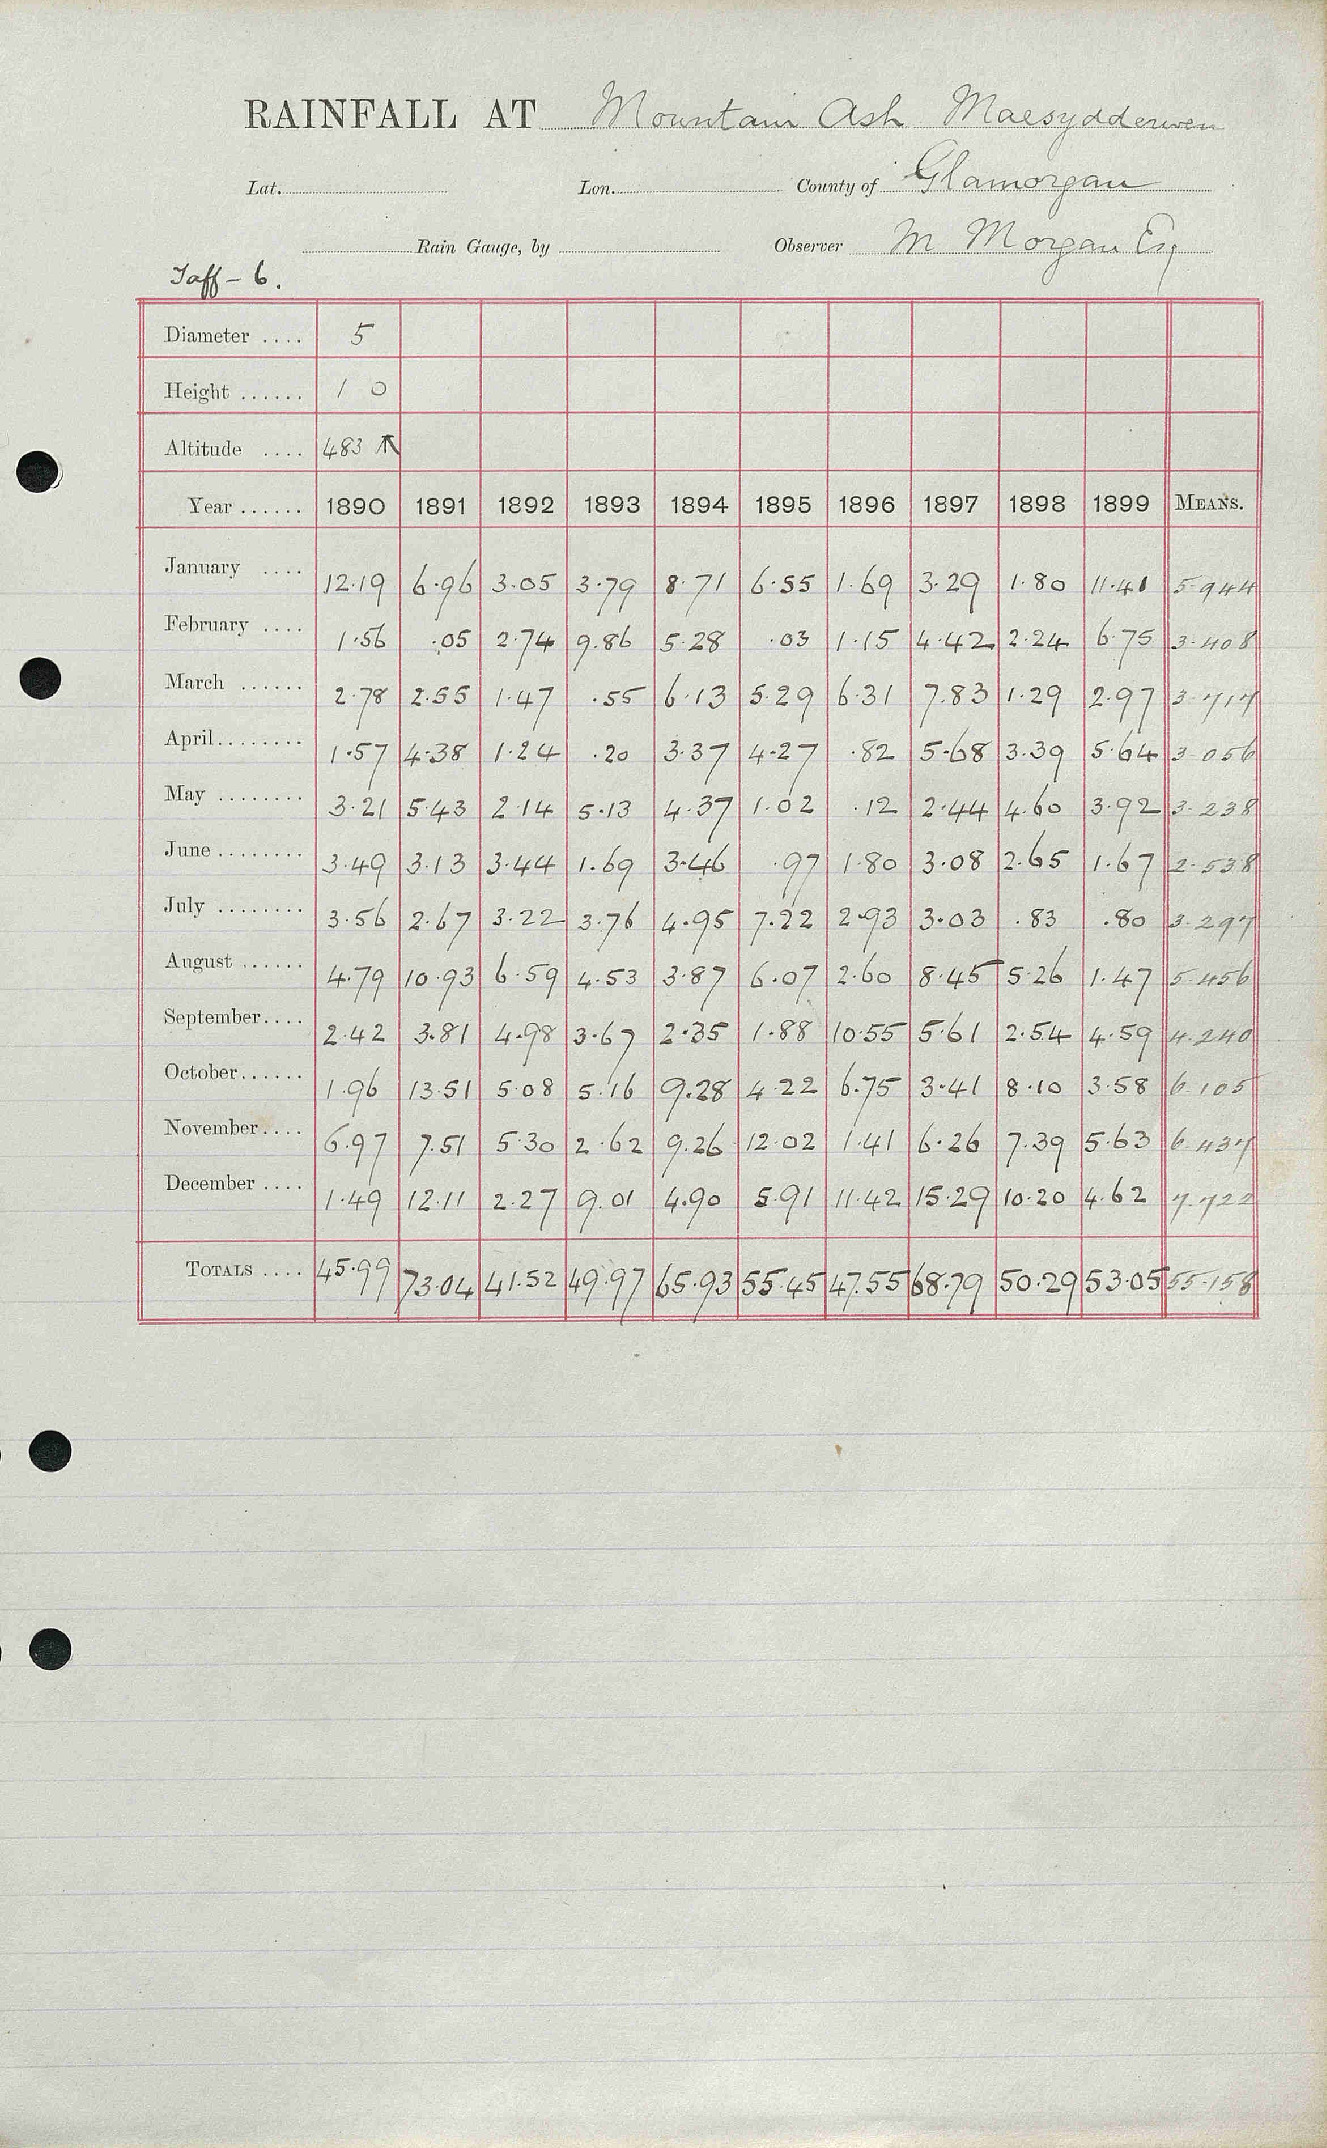 RAINFALL AT Mountain Ash Maesydderwen
Lat. Lon. County of Glamorgan
Rain Gauge, by Observer M Morgan Esq
Taff - 6.
Diameter .... 5
Height ...... 1 0
Altitude .... 483 ↑
Year ...... 1890 1891 1892 1893 1894 1895 1896 1897 1898 1899 MEANS.
January .... 12.19 6.96 3.05 3.79 8.71 6.55 1.69 3.29 1.80 11.41 5.944
February .... 1.56 .05 2.74 9.86 5.28 .03 1.15 4.42 2.24 6.75 3.408
March ...... 2.78 2.55 1.47 .55 6.13 5.29 6.31 7.83 1.29 2.97 3.717
April ........ 1.57 4.38 1.24 .20 3.37 4.27 .82 5.68 3.39 5.64 3.056
May ........ 3.21 5.43 2.14 5.13 4.37 1.02 .12 2.44 4.60 3.92 3.238
June ........ 3.49 3.13 3.44 1.69 3.46 .97 1.80 3.08 2.65 1.67 2.538
July ........ 3.56 2.67 3.22 3.76 4.95 7.22 2.93 3.03 .83 .80 3.297
August ...... 4.79 10.93 6.59 4.53 3.87 6.07 2.60 8.45 5.26 1.47 5.456
September .... 2.42 3.81 4.98 3.67 2.35 1.88 10.55 5.61 2.54 4.59 4.240
October ...... 1.96 13.51 5.08 5.16 9.28 4.22 6.75 3.41 8.10 3.58 6.105
November .... 6.97 7.51 5.30 2.62 9.26 12.02 1.41 6.26 7.39 5.63 6.437
December .... 1.49 12.11 2.27 9.01 4.90 5.91 11.42 15.29 10.20 4.62 7.722
TOTALS .... 45.99 73.04 41.52 49.97 65.93 55.45 47.55 68.79 50.29 53.05 55.158